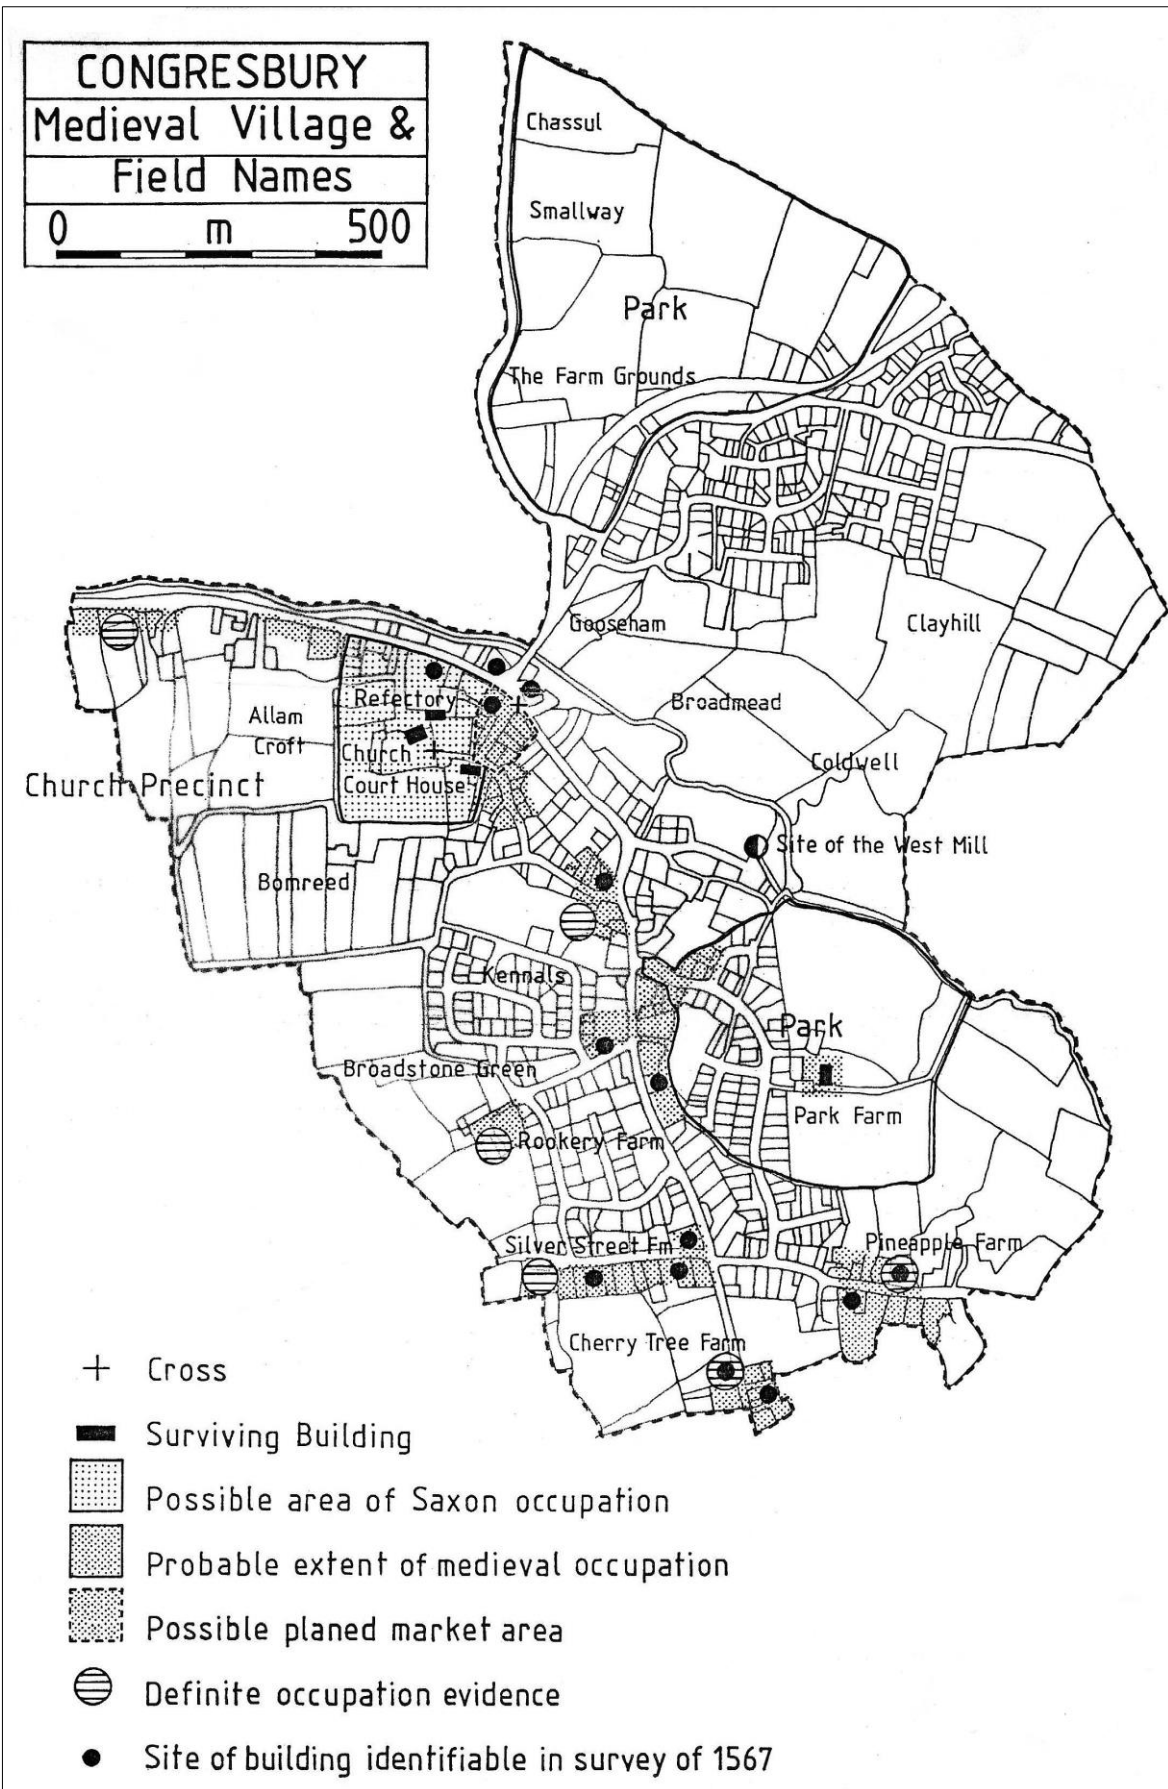 CONGRESBURY
Medieval Village &
Field Names
0 m 500
Chassul
Smallway
Park
The Farm Grounds
Gooseham
Clayhill
Refectory
Broadmead
Allam
Croft
Church
Coldwell
Church Precinct
Court House
Site of the West Mill
Bomreed
Kennals
Park
Broadstone Green
Park Farm
Rookery Farm
Silver Street Fm
Pineapple Farm
Cherry Tree Farm
Cross
Surviving Building
Possible area of Saxon occupation
Probable extent of medieval occupation
Possible planed market area
Definite occupation evidence
Site of building identifiable in survey of 1567